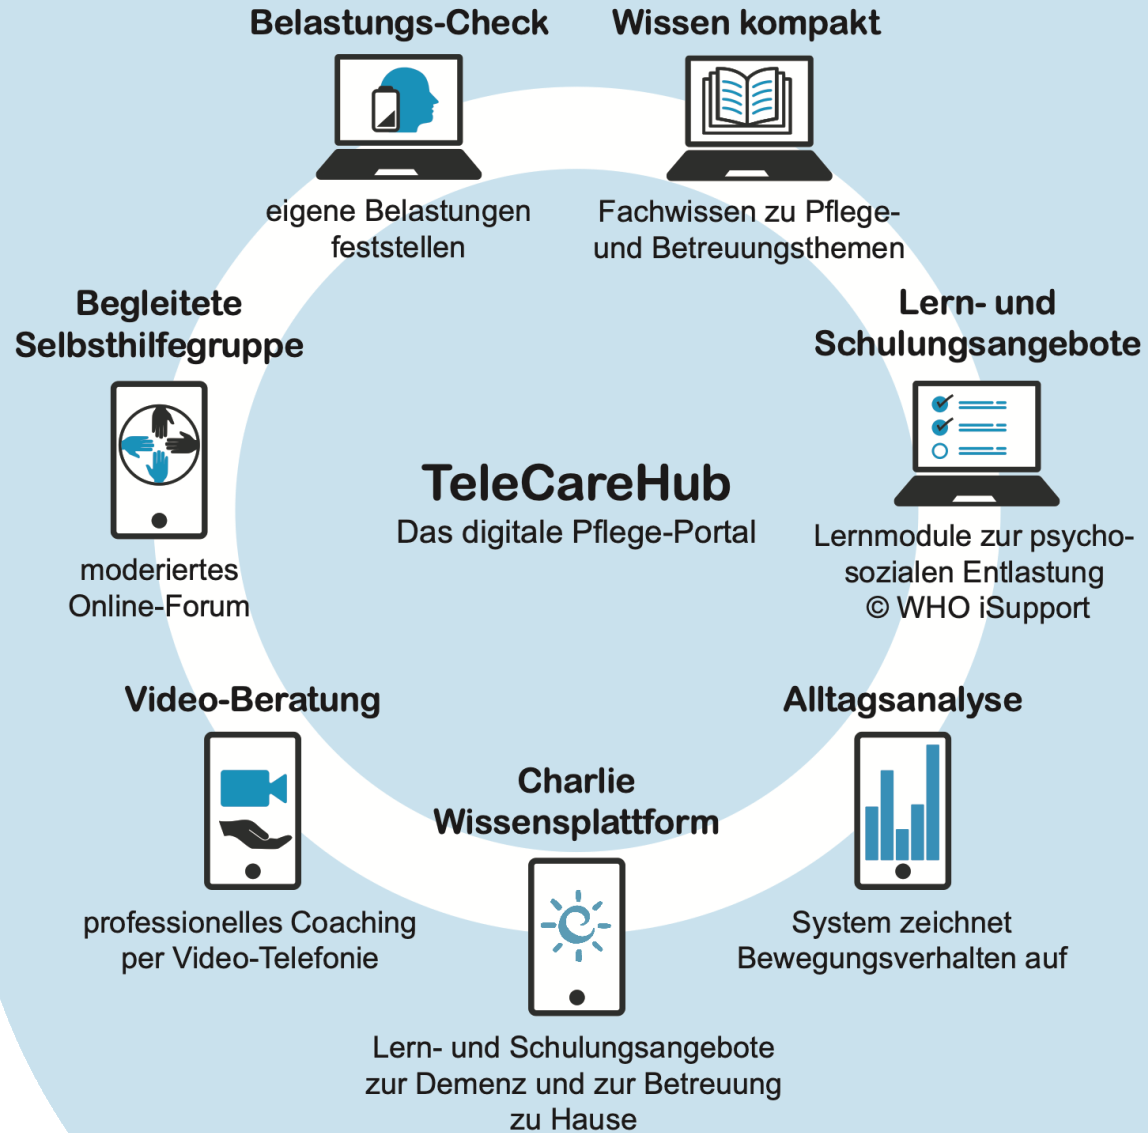 Belastungs-Check
eigene Belastungen
feststellen
Wissen kompakt
Fachwissen zu Pflege-
und Betreuungsthemen
Begleitete
Selbsthilfegruppe
moderiertes
Online-Forum
Lern- und
Schulungsangebote
Lernmodule zur psycho-
sozialen Entlastung
© WHO iSupport
TeleCareHub
Das digitale Pflege-Portal
Video-Beratung
professionelles Coaching
per Video-Telefonie
Charlie
Wissensplattform
Lern- und Schulungsangebote
zur Demenz und zur Betreuung
zu Hause
Alltagsanalyse
System zeichnet
Bewegungsverhalten auf